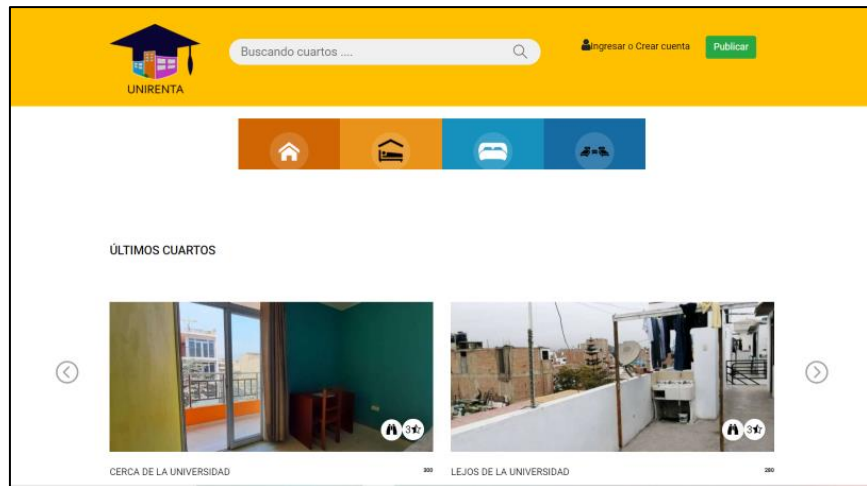 UNIRENTA
Buscando cuartos ....
Ingresar o Crear cuenta
Publicar
ÚLTIMOS CUARTOS
3
3
CERCA DE LA UNIVERSIDAD
300
LEJOS DE LA UNIVERSIDAD
280